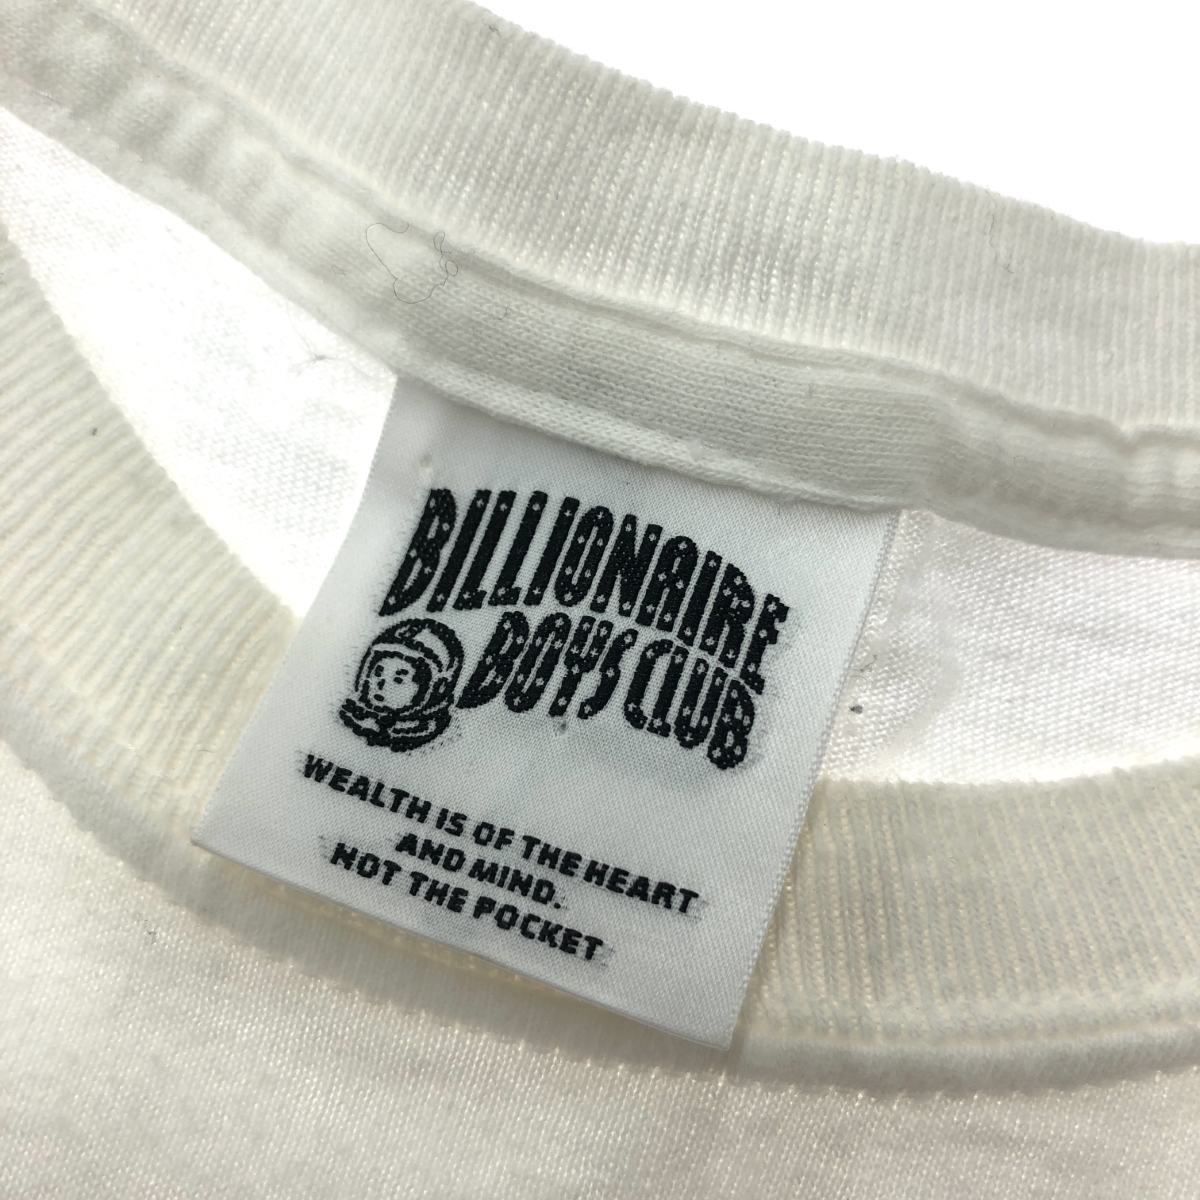 BILLIONAIRE
BOYS CLUB
WEALTH IS OF THE HEART
AND MIND.
NOT THE POCKET